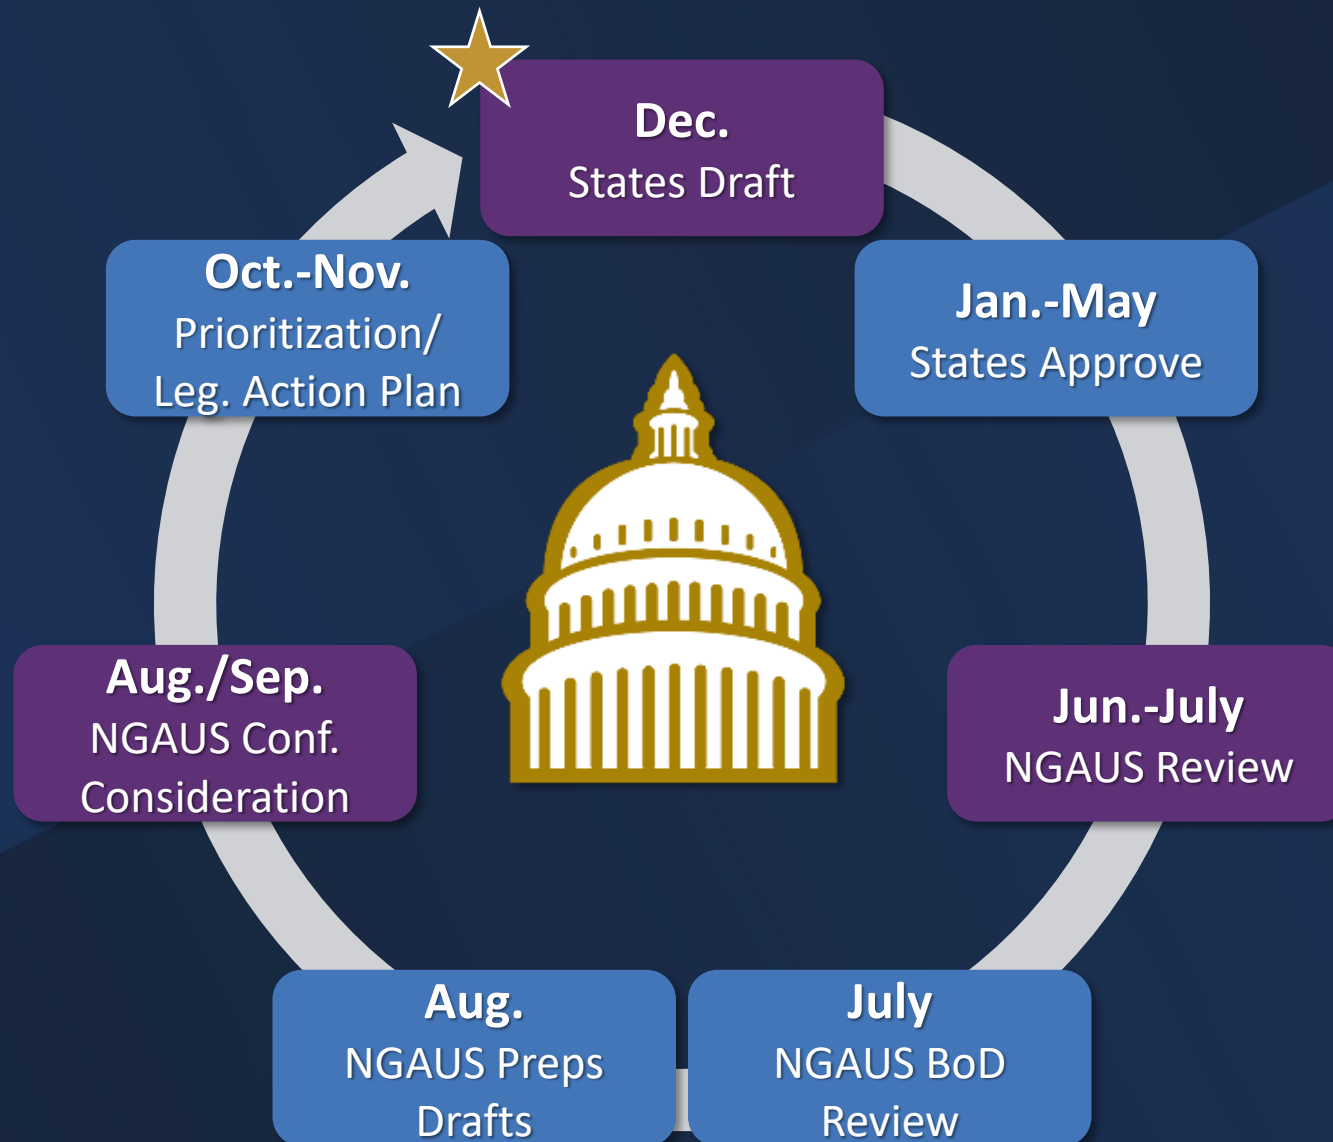 Dec.
States Draft
Jan.-May
States Approve
Jun.-July
NGAUS Review
July
NGAUS BoD
Review
Aug.
NGAUS Preps
Drafts
Aug./Sep.
NGAUS Conf.
Consideration
Oct.-Nov.
Prioritization/
Leg. Action Plan